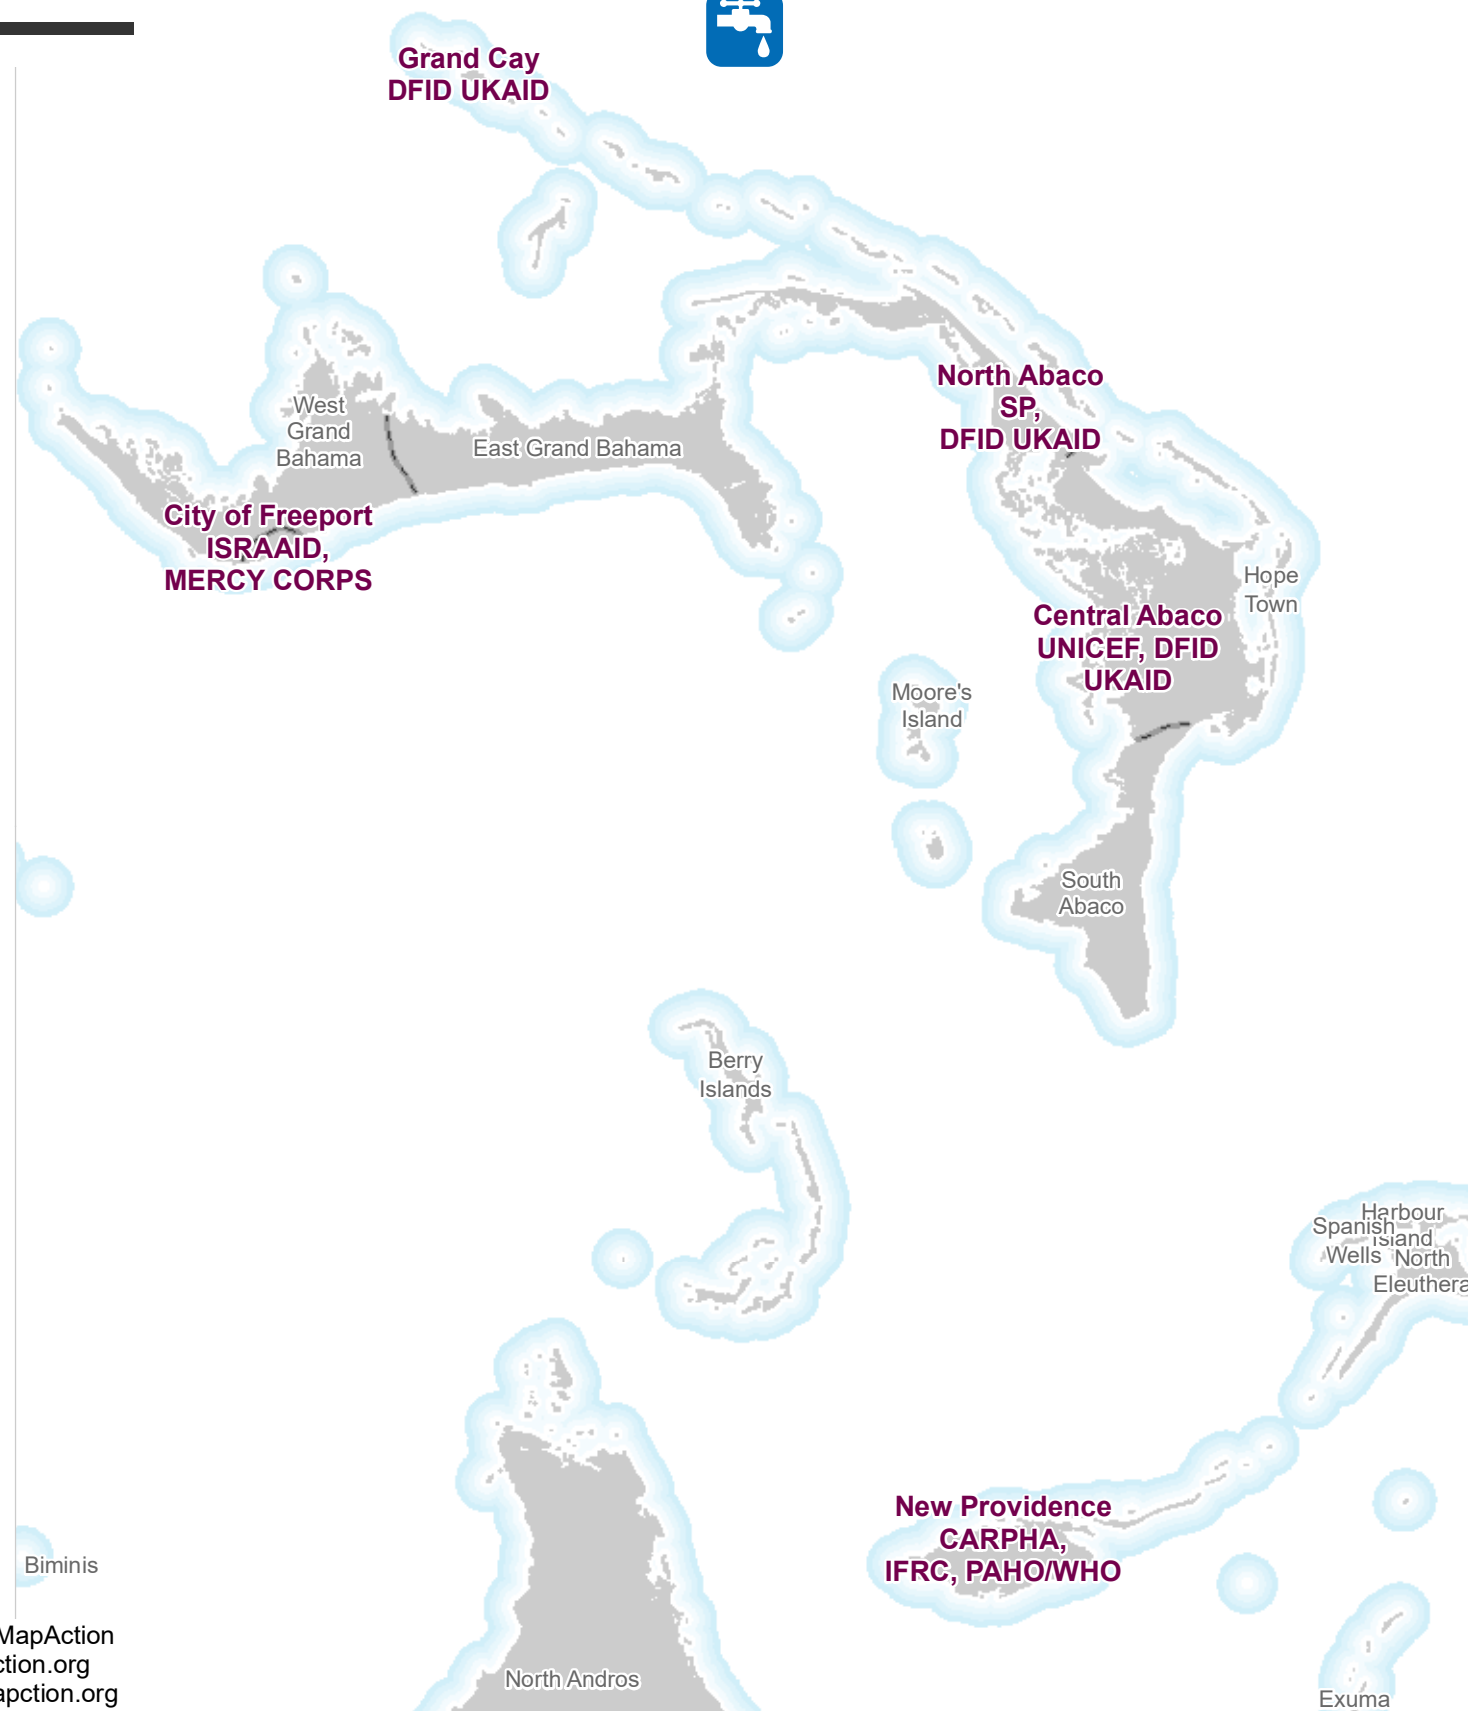 Grand Cay
DFID UKAID
North Abaco
SP,
DFID UKAID
West
Grand
Bahama
East Grand Bahama
City of Freeport
ISRAAID,
MERCY CORPS
Hope
Town
Central Abaco
UNICEF, DFID
UKAID
Moore's
Island
South
Abaco
Berry
Islands
Harbour
Island
Spanish
Wells
North
Eleuthera
New Providence
CARPHA,
IFRC, PAHO/WHO
Biminis
MapAction
ction.org
apction.org
North Andros
Exuma